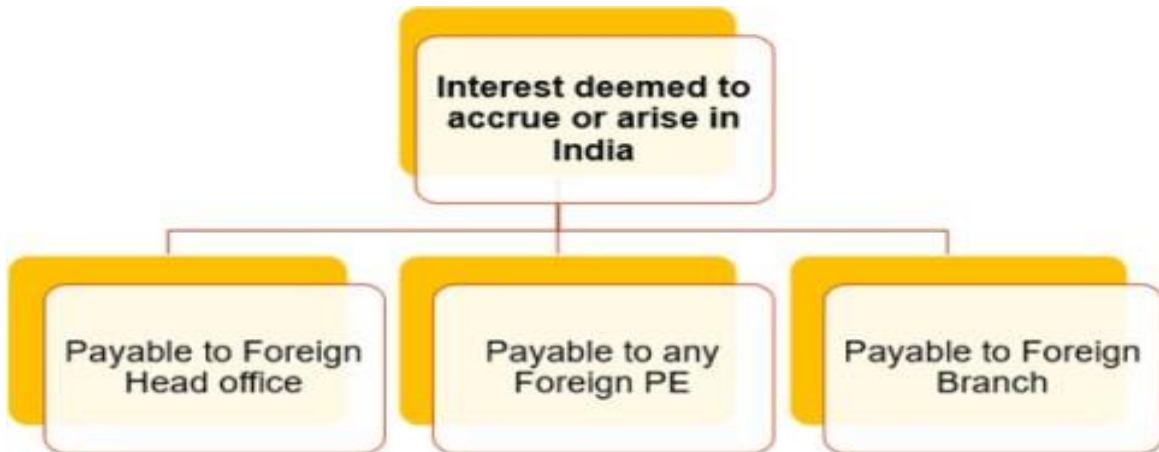 Interest deemed to
accrue or arise in
India
Payable to Foreign
Head office
Payable to any
Foreign PE
Payable to Foreign
Branch